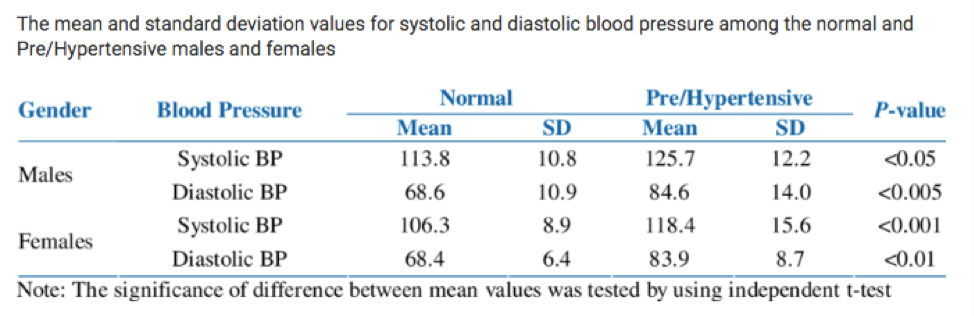 The mean and standard deviation values for systolic and diastolic blood pressure among the normal and
Pre/Hypertensive males and females
Gender Blood Pressure Normal Pre/Hypertensive P-value
Mean SD Mean SD
Males Systolic BP 113.8 10.8 125.7 12.2 <0.05
Diastolic BP 68.6 10.9 84.6 14.0 <0.005
Females Systolic BP 106.3 8.9 118.4 15.6 <0.001
Diastolic BP 68.4 6.4 83.9 8.7 <0.01
Note: The significance of difference between mean values was tested by using independent t-test